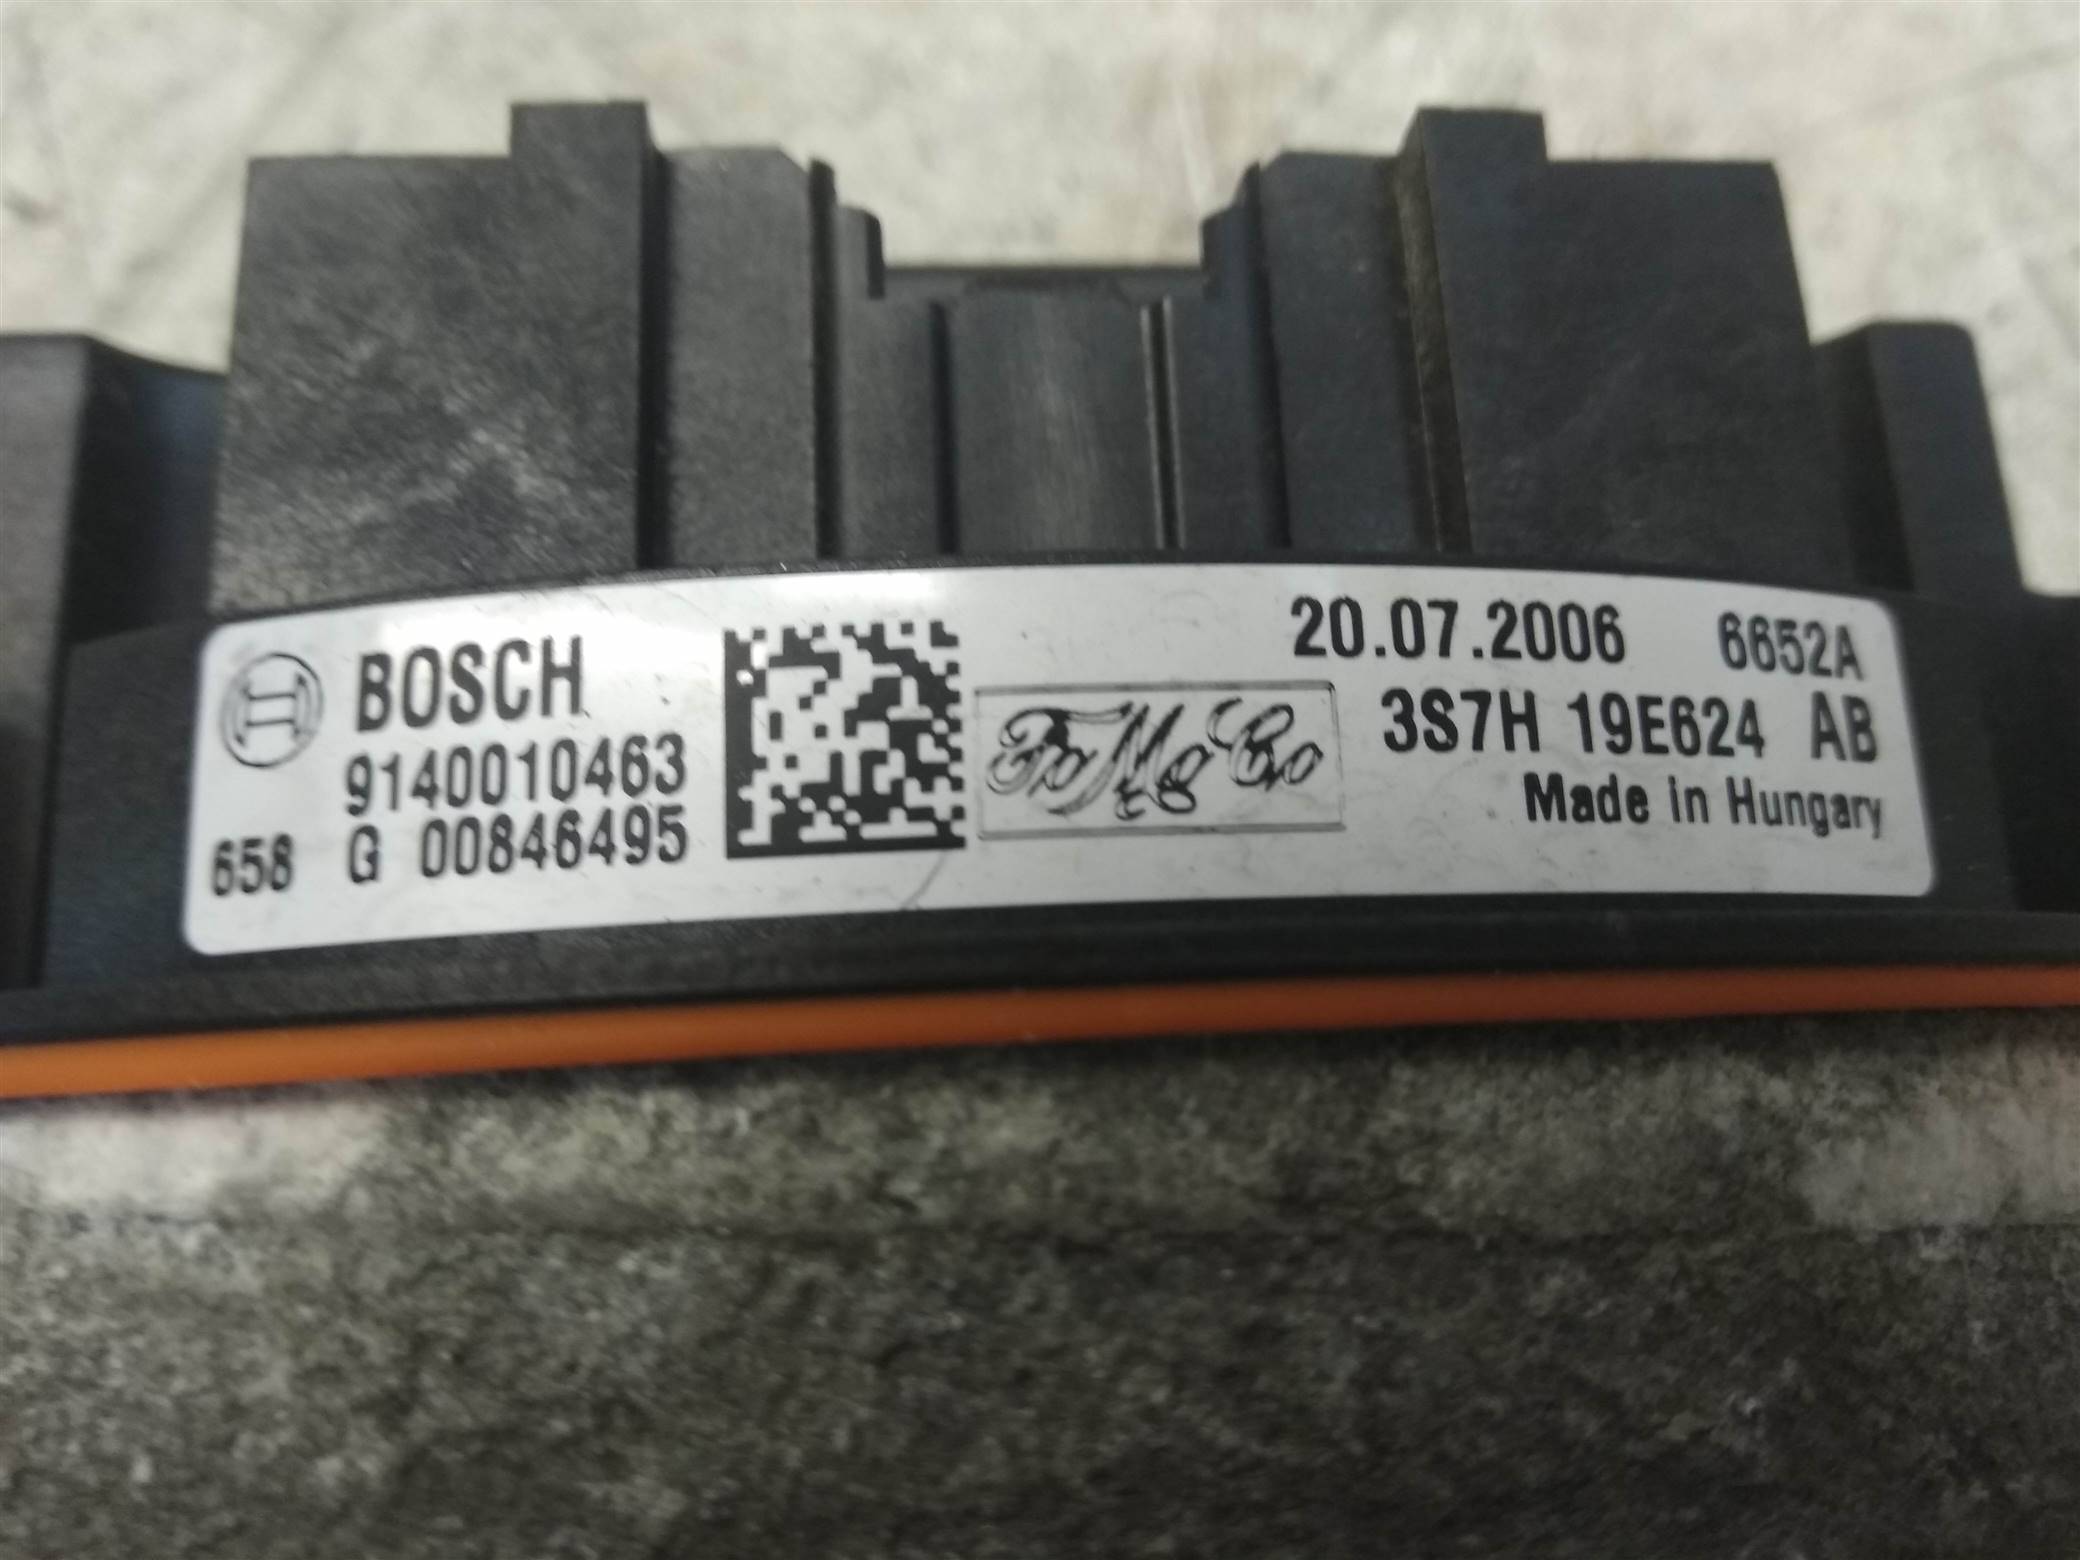 BOSCH
9140010463
658 G 00846495
FoMoCo
20.07.2006 6652A
3S7H 19E624 AB
Made in Hungary